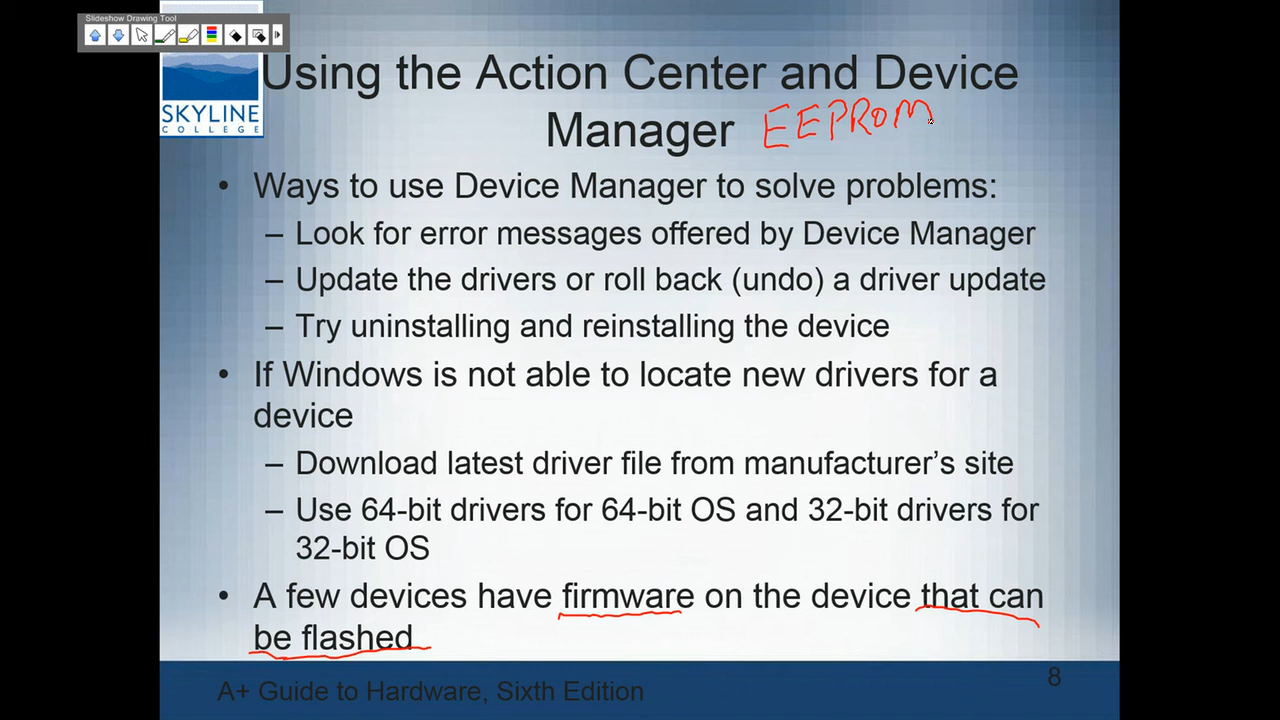 Slideshow Drawing Tool
SKYLINE
COLLEGE
Using the Action Center and Device
Manager EEPROM
• Ways to use Device Manager to solve problems:
– Look for error messages offered by Device Manager
– Update the drivers or roll back (undo) a driver update
– Try uninstalling and reinstalling the device
• If Windows is not able to locate new drivers for a
device
– Download latest driver file from manufacturer’s site
– Use 64-bit drivers for 64-bit OS and 32-bit drivers for
32-bit OS
• A few devices have firmware on the device that can
be flashed
A+ Guide to Hardware, Sixth Edition
8